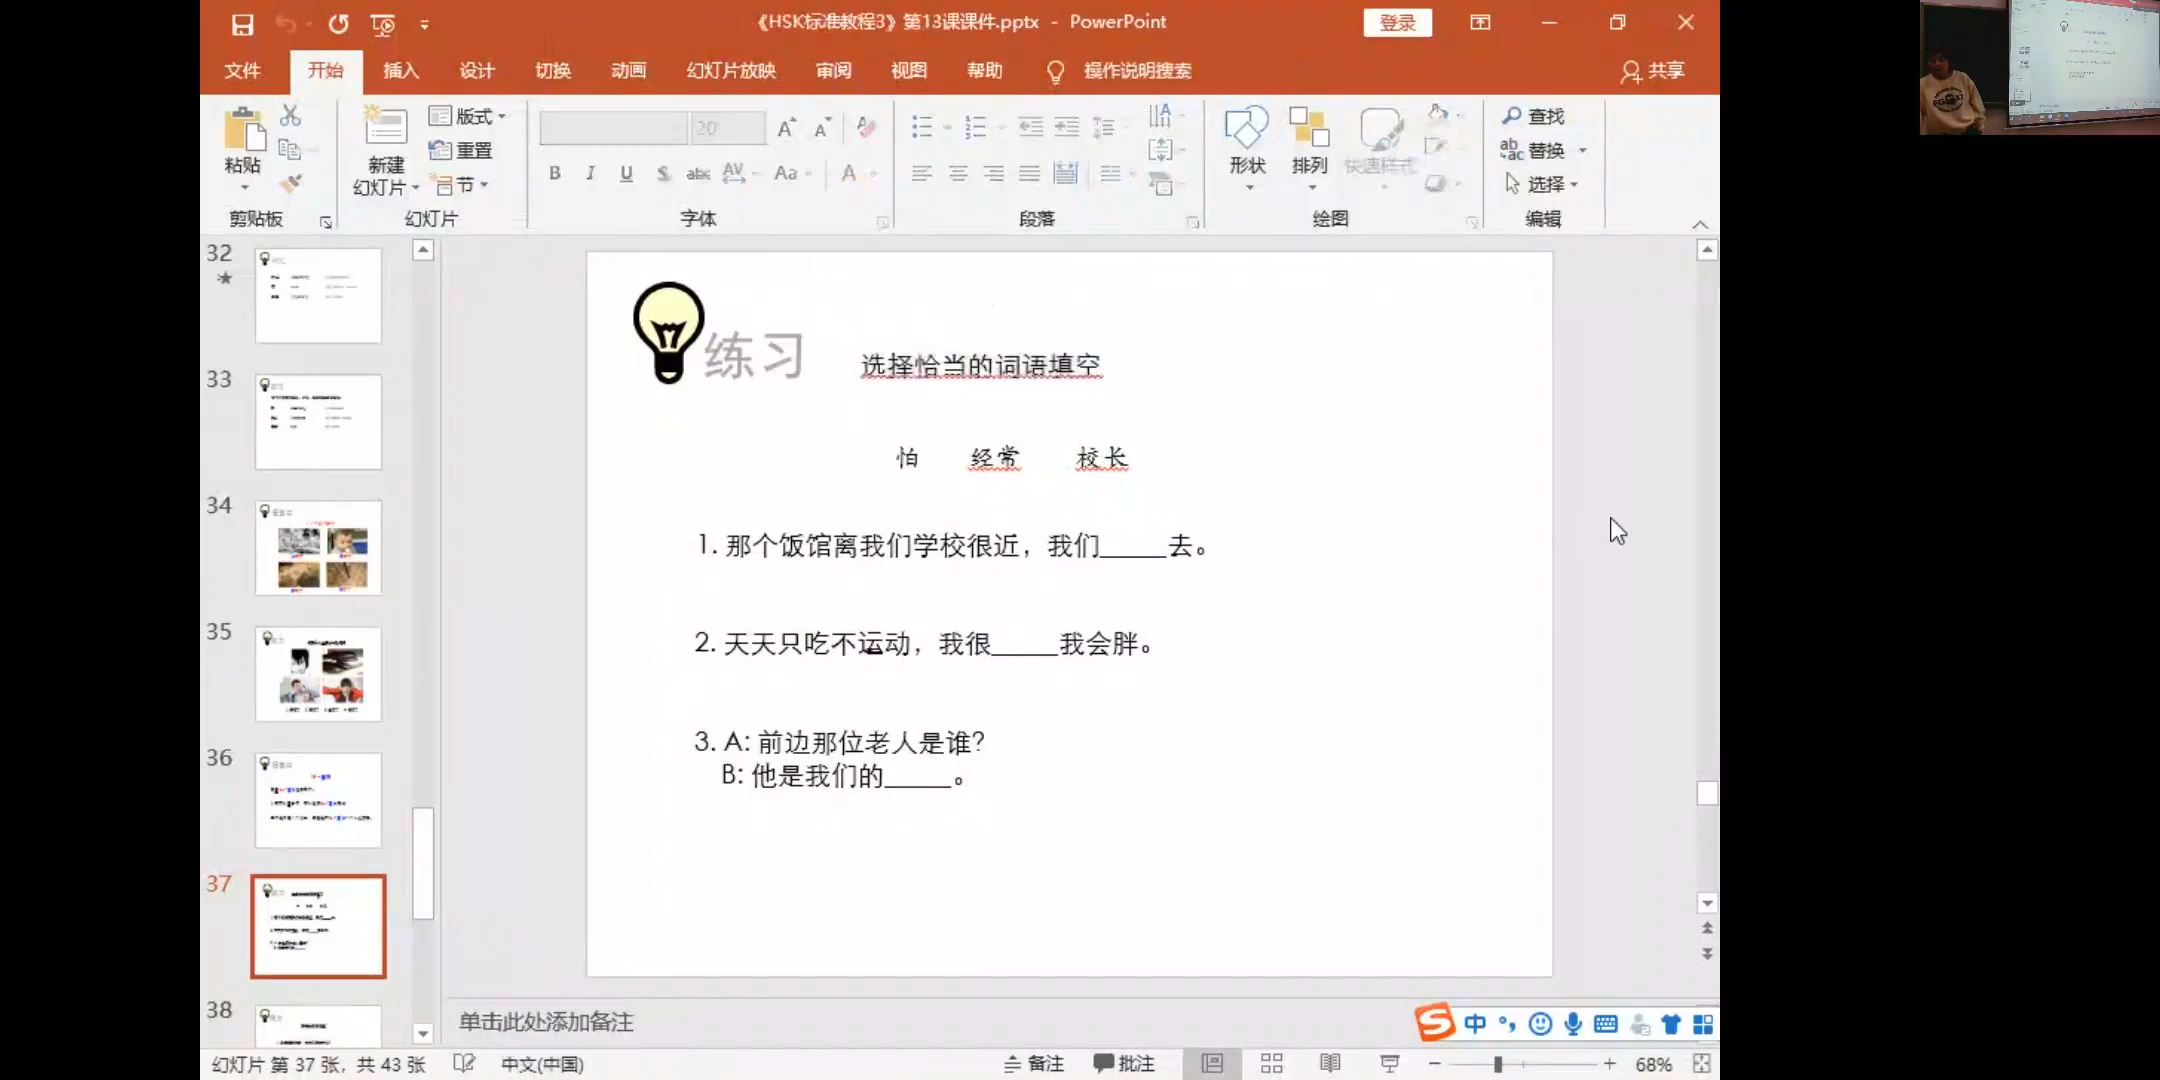 《HSK标准教程3》第13课课件.pptx - PowerPoint
登录
文件 开始 插入 设计 切换 动画 幻灯片放映 审阅 视图 帮助 操作说明搜索 共享
粘贴
剪贴板
新建
幻灯片
版式
重置
节
幻灯片
20
B I U S abc AV Aa A
字体
段落
形状 排列 快速样式
绘图
查找
替换
选择
编辑
32
33
34
35
36
37
38
练习 选择恰当的词语填空
怕 经常 校长
1. 那个饭馆离我们学校很近，我们_____去。
2. 天天只吃不运动，我很_____我会胖。
3. A: 前边那位老人是谁?
B: 他是我们的_____。
单击此处添加备注
中
幻灯片 第 37 张，共 43 张 中文(中国) 备注 批注 68%